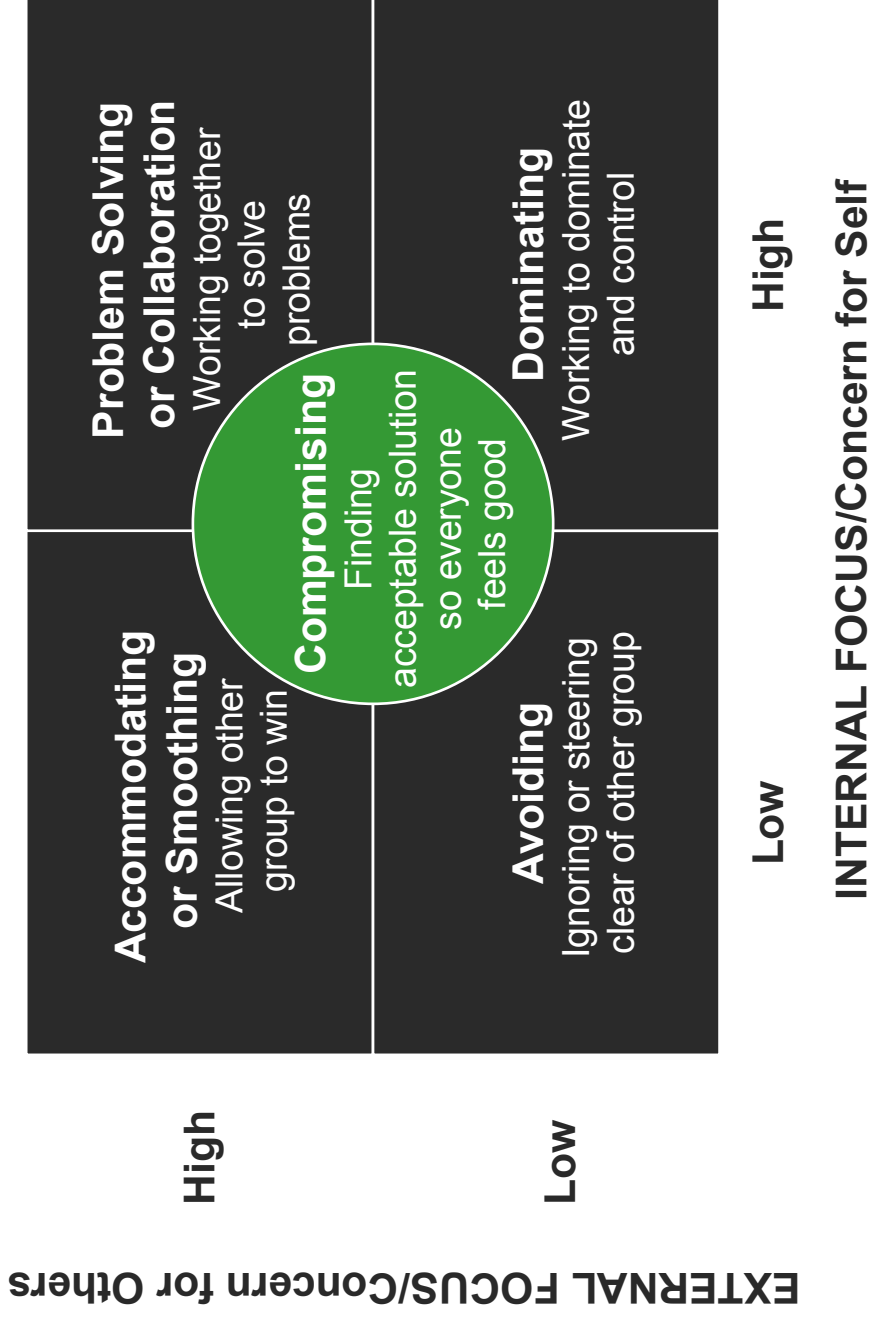 EXTERNAL FOCUS/Concern for Others
High
Low
Accommodating
or Smoothing
Allowing other
group to win
Problem Solving
or Collaboration
Working together
to solve
problems
Compromising
Finding
acceptable solution
so everyone
feels good
Avoiding
Ignoring or steering
clear of other group
Dominating
Working to dominate
and control
Low
High
INTERNAL FOCUS/Concern for Self